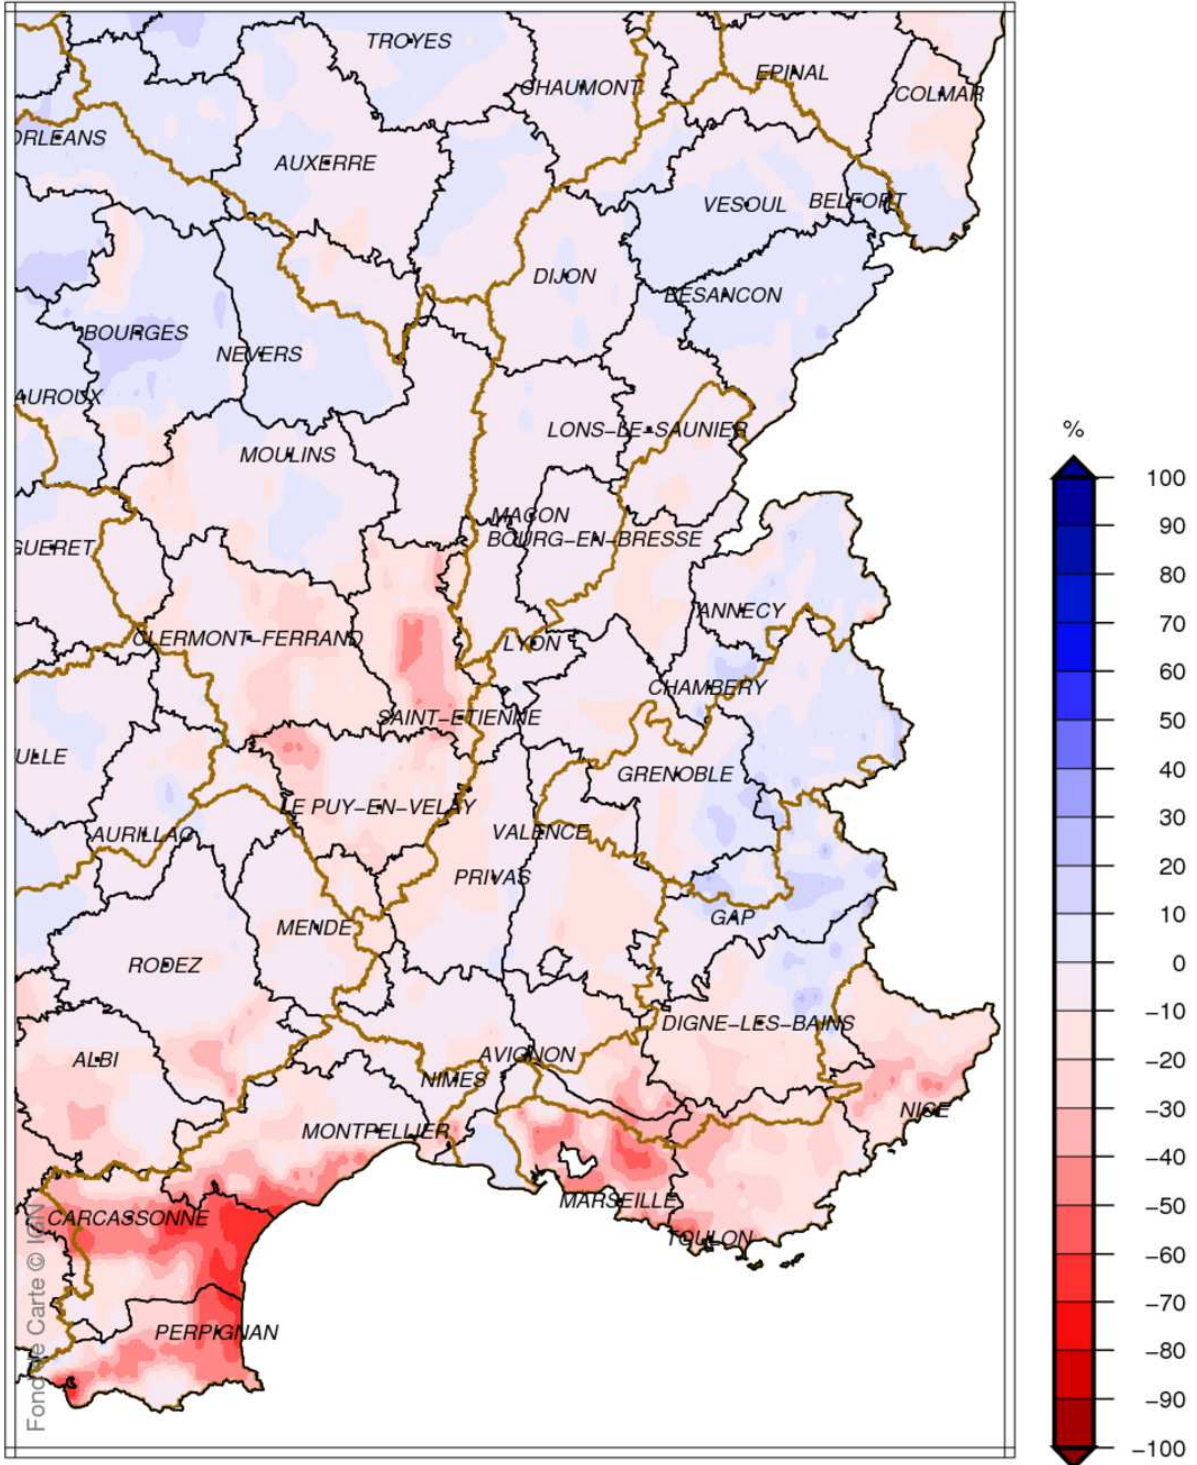 TROYES
CHAUMONT
EPINAL
COLMAR
ORLEANS
AUXERRE
VESOUL
BELFORT
DIJON
BESANCON
BOURGES
NEVERS
AUROUX
LONS-LE-SAUNIER
MOULINS
MACON
BOURG-EN-BRESSE
GUERET
ANNECY
CLERMONT-FERRAND
LYON
CHAMBERY
SAINT-ETIENNE
ULLE
GRENOBLE
LE PUY-EN-VELAY
AURILLAC
VALENCE
PRIVAS
GAP
MENDE
RODEZ
DIGNE-LES-BAINS
ALBI
AVIGNON
NIMES
NICE
MONTPELLIER
MARSEILLE
CARCASSONNE
TOULON
PERPIGNAN
Fond de Carte © IGN
%
100
90
80
70
60
50
40
30
20
10
0
-10
-20
-30
-40
-50
-60
-70
-80
-90
-100